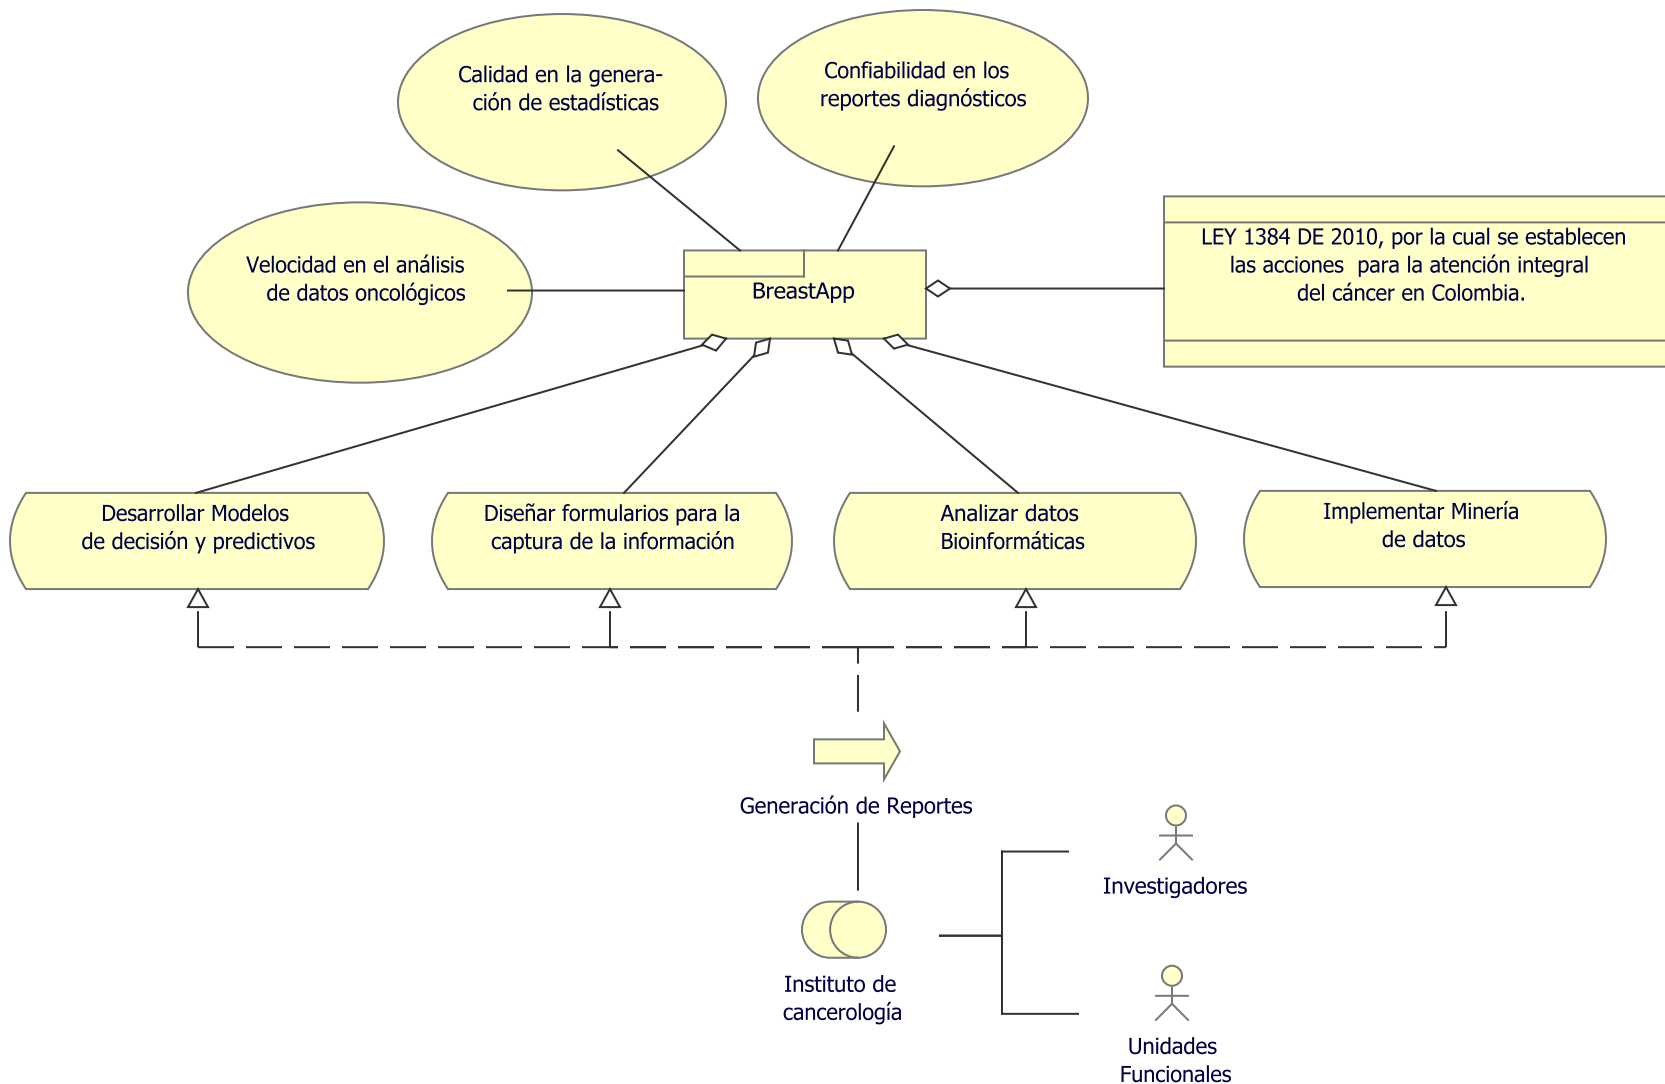 Calidad en la genera-
ción de estadísticas
Confiabilidad en los
reportes diagnósticos
Velocidad en el análisis
de datos oncológicos
BreastApp
LEY 1384 DE 2010, por la cual se establecen
las acciones  para la atención integral
del cáncer en Colombia.
Desarrollar Modelos
de decisión y predictivos
Diseñar formularios para la
captura de la información
Analizar datos
Bioinformáticas
Implementar Minería
de datos
Generación de Reportes
Investigadores
Instituto de
cancerología
Unidades
Funcionales